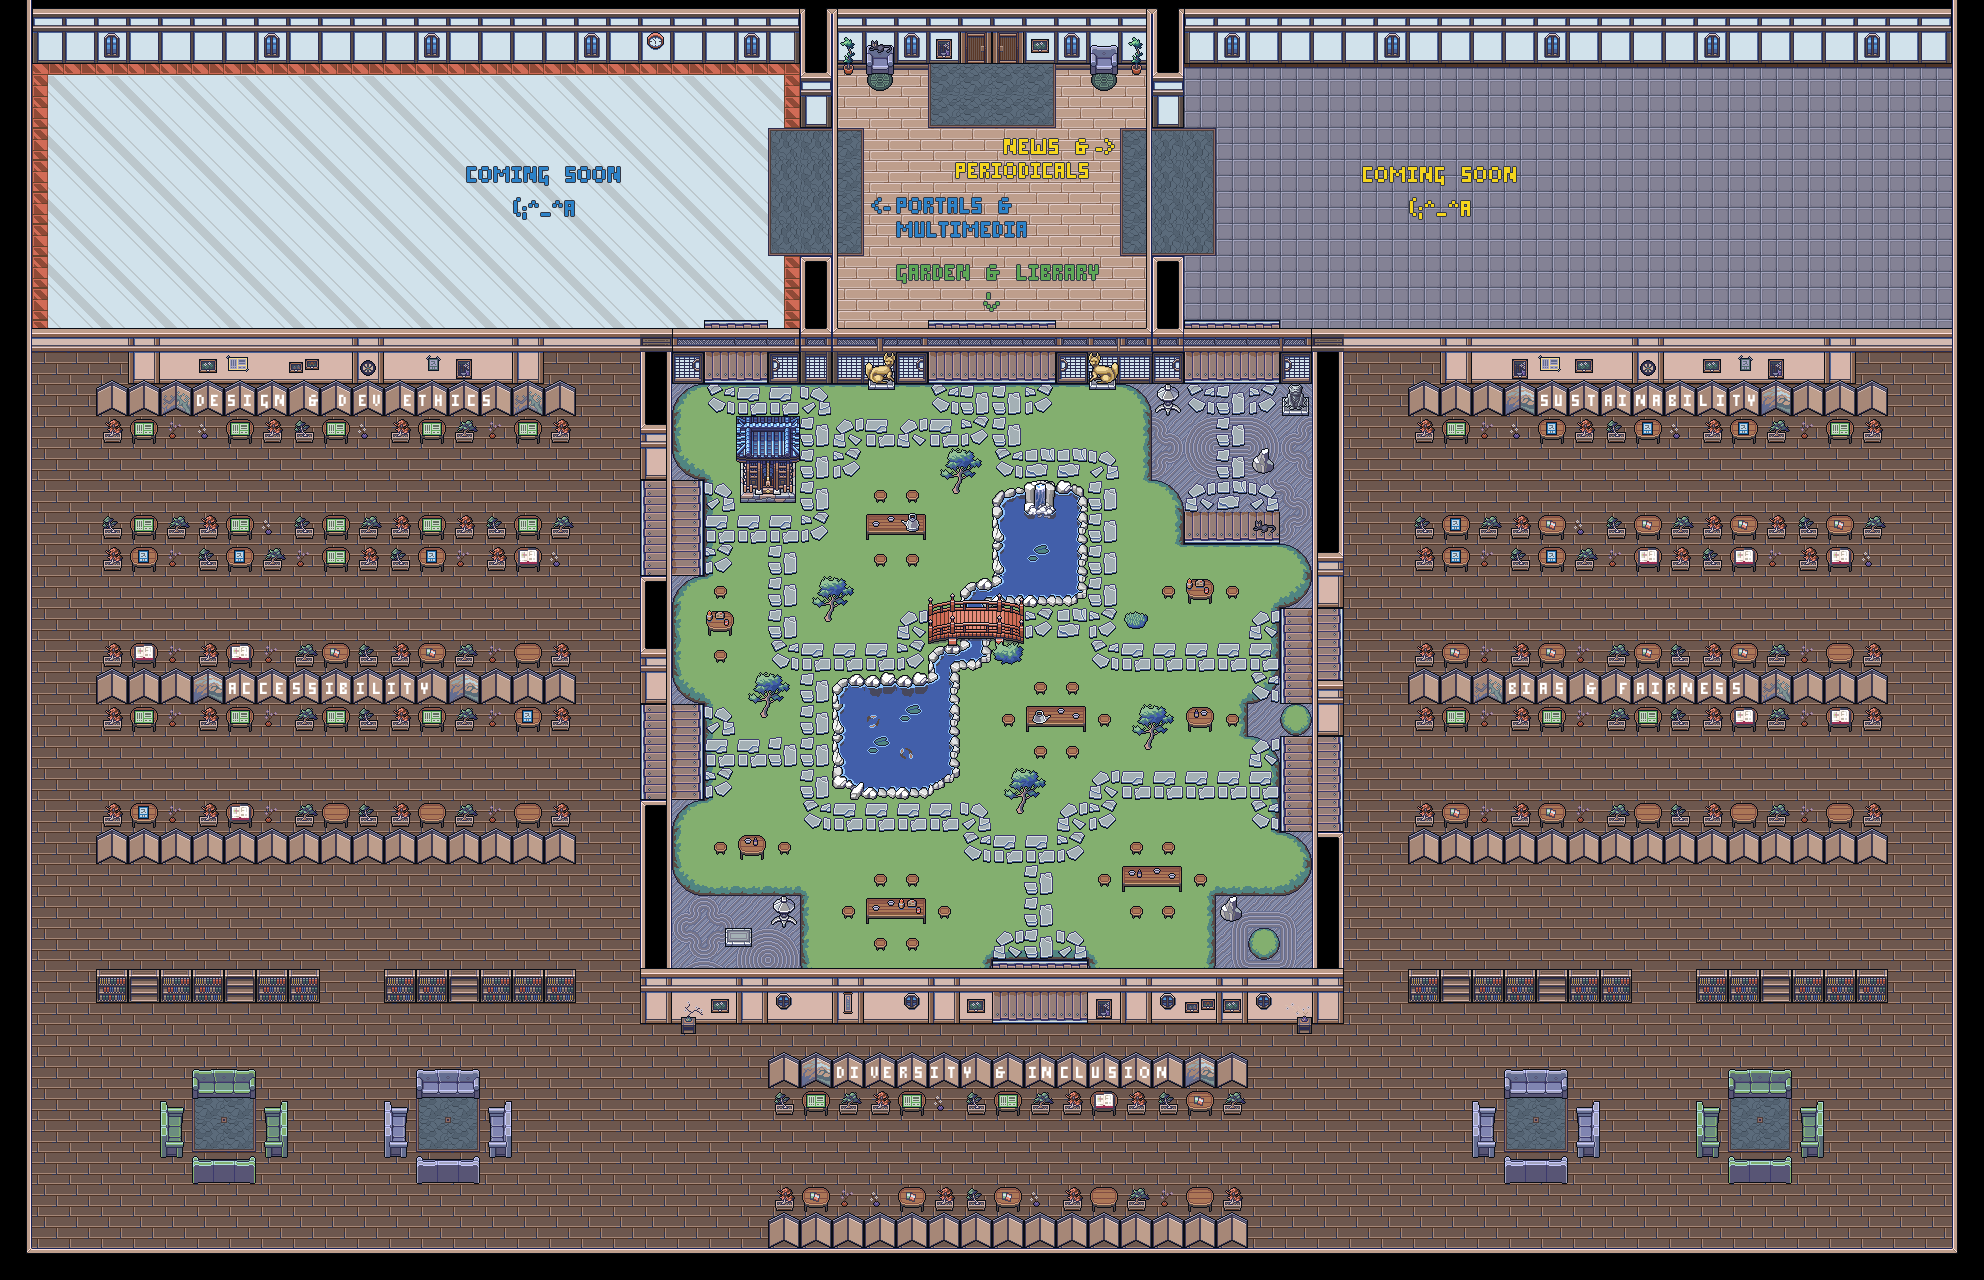 NEWS & ->
PERIODICALS
<- PORTALS &
MULTIMEDIA
GARDEN & LIBRARY
COMING SOON
(;^_^A
COMING SOON
(;^_^A
DESIGN & DEV ETHICS
SUSTAINABILITY
ACCESSIBILITY
BIAS & FAIRNESS
DIVERSITY & INCLUSION